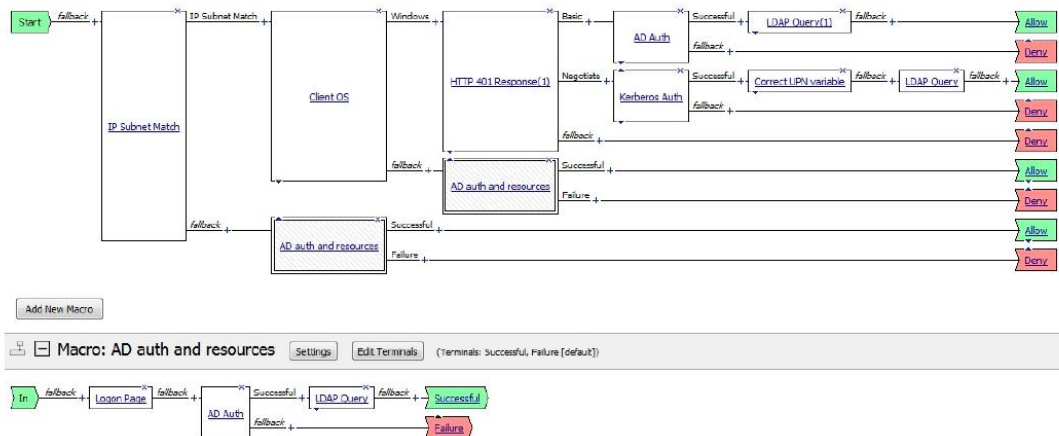 Start fallback + IP Subnet Match + Windows + Basic + Successful + LDAP Query(1) fallback + Allow
AD Auth
fallback + Deny
HTTP 401 Response(1) Negotiate + Successful + Correct UPN variable fallback + LDAP Query fallback + Allow
Client OS
Kerberos Auth
fallback + Deny
IP Subnet Match
fallback + Deny
fallback + Successful + Allow
AD auth and resources
Failure + Deny
fallback + Successful + Allow
AD auth and resources
Failure + Deny
Add New Macro
Macro: AD auth and resources Settings Edit Terminals (Terminals: Successful, Failure [default])
In fallback + Logon Page fallback + Successful + LDAP Query fallback + Successful
AD Auth
fallback + Failure